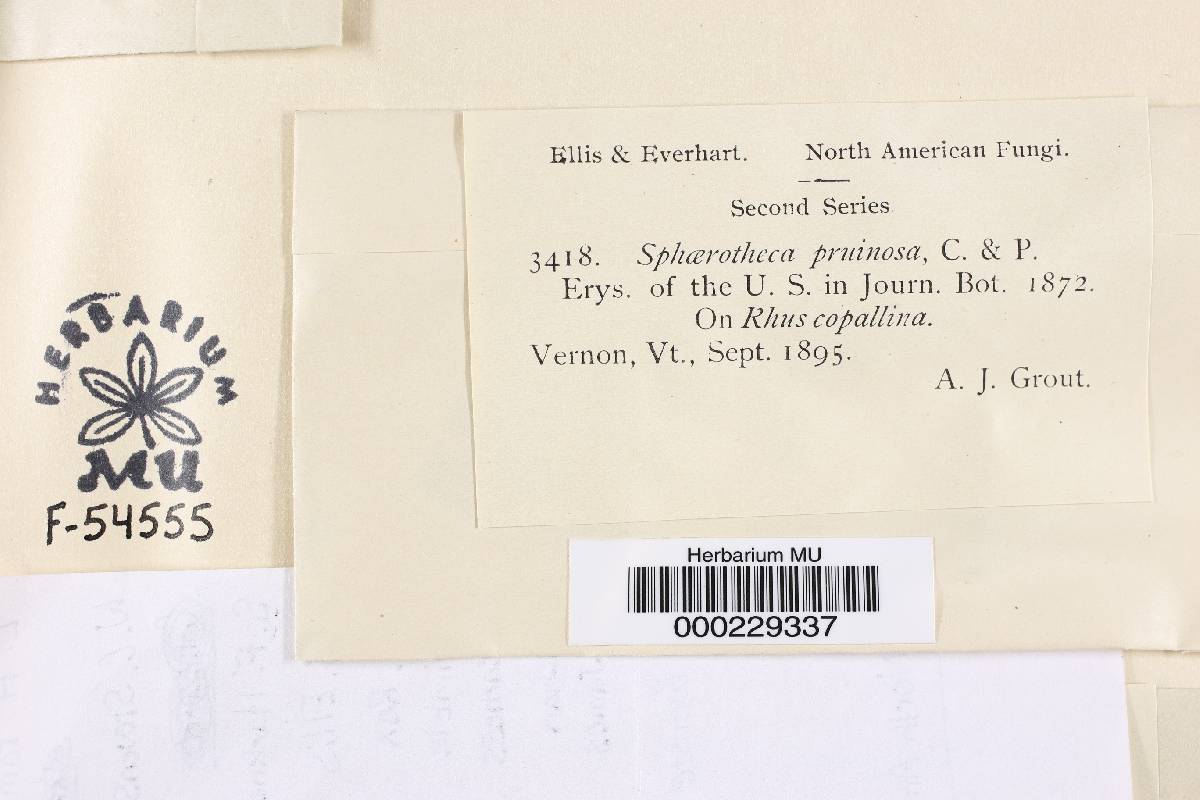 Ellis & Everhart. North American Fungi.
Second Series
3418. Sphærotheca pruinosa, C. & P.
Erys. of the U. S. in Journ. Bot. 1872.
On Rhus copallina.
Vernon, Vt., Sept. 1895.
A. J. Grout.
HERBARIUM
MU
F-54555
Herbarium MU
000229337